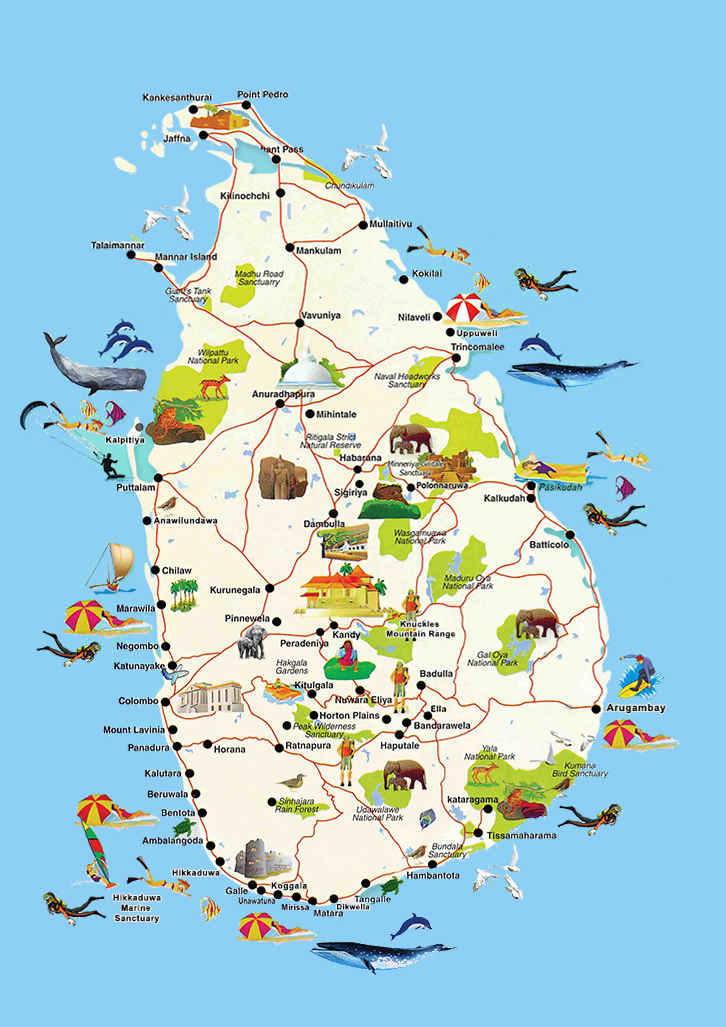 Point Pedro
Kankesanthurai
Jaffna
hant Pass
Chundikulam
Kilinochchi
Mullaitivu
Talaimannar
Mankulam
Mannar Island
Kokilai
Madhu Road
Sanctuarry
Giant's Tank
Sanctuary
Vavuniya
Nilaveli
Uppuweli
Trincomalee
Wilpattu
National Park
Naval Headworks
Sanctuary
Anuradhapura
Mihintale
Kalpitiya
Ritigala Strict
Natural Reserve
Habarana
Minneriya Giritale
Sanctuary
Puttalam
Sigiriya
Polonnaruwa
Pasikudah
Kalkudah
Anawilundawa
Dambulla
Wasgamuawa
National Park
Batticolo
Chilaw
Maduru Oya
National Park
Kurunegala
Marawila
Pinnewela
Knuckles
Mountain Range
Kandy
Peradeniya
Negombo
Gal Oya
National Park
Katunayake
Hakgala
Gardens
Badulla
Kitulgala
Nuwara Eliya
Colombo
Arugambay
Horton Plains
Ella
Peak Wilderness
Sanctuary
Bandarawela
Mount Lavinia
Panadura
Horana
Ratnapura
Haputale
Yala
National Park
Kumana
Bird Sanctuary
Kalutara
Beruwala
Sinhajara
Rain Forest
kataragama
Bentota
Udawalawe
National Park
Tissamaharama
Ambalangoda
Bundala
Sanctuary
Hikkaduwa
Hambantota
Galle
Koggala
Hikkaduwa
Marine
Sanctuary
Unawatuna
Mirissa
Matara
Dikwella
Tangalle